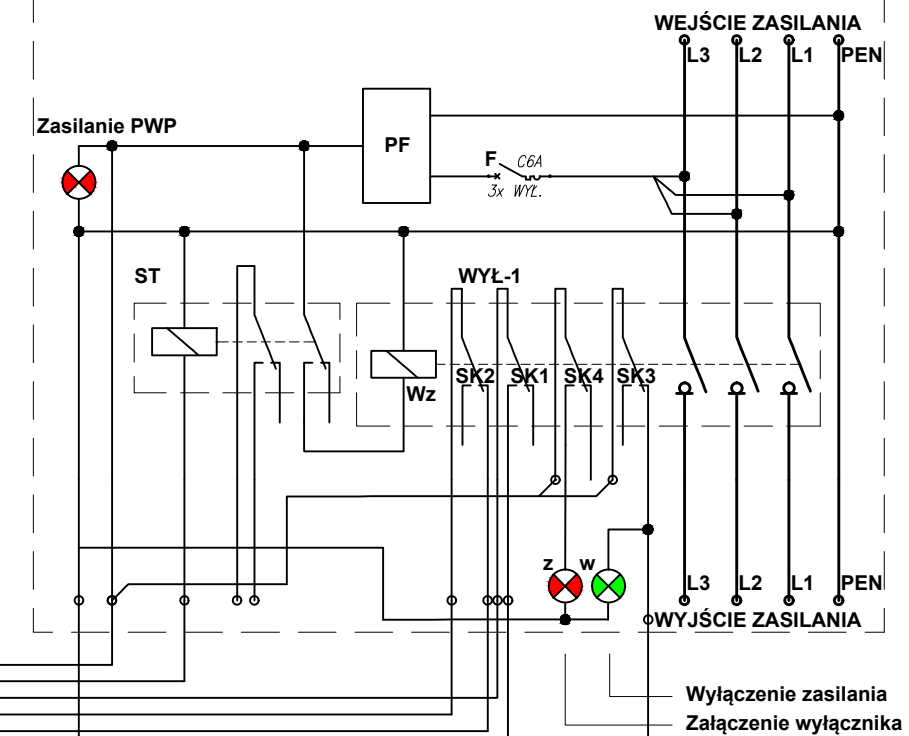 WEJŚCIE ZASILANIA
L3 L2 L1 PEN
Zasilanie PWP
PF
F C6A
3x WYŁ.
ST
WYŁ-1
SK2 SK1 SK4 SK3
Wz
z w
L3 L2 L1 PEN
WYJŚCIE ZASILANIA
Wyłączenie zasilania
Załączenie wyłącznika